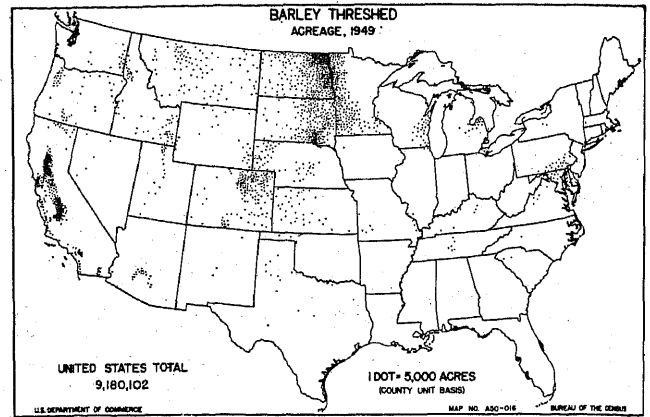 BARLEY THRESHED
ACREAGE, 1949
UNITED STATES TOTAL
9,180,102
1 DOT = 5,000 ACRES
(COUNTY UNIT BASIS)
U.S. DEPARTMENT OF COMMERCE
MAP NO. A50-016
BUREAU OF THE CENSUS